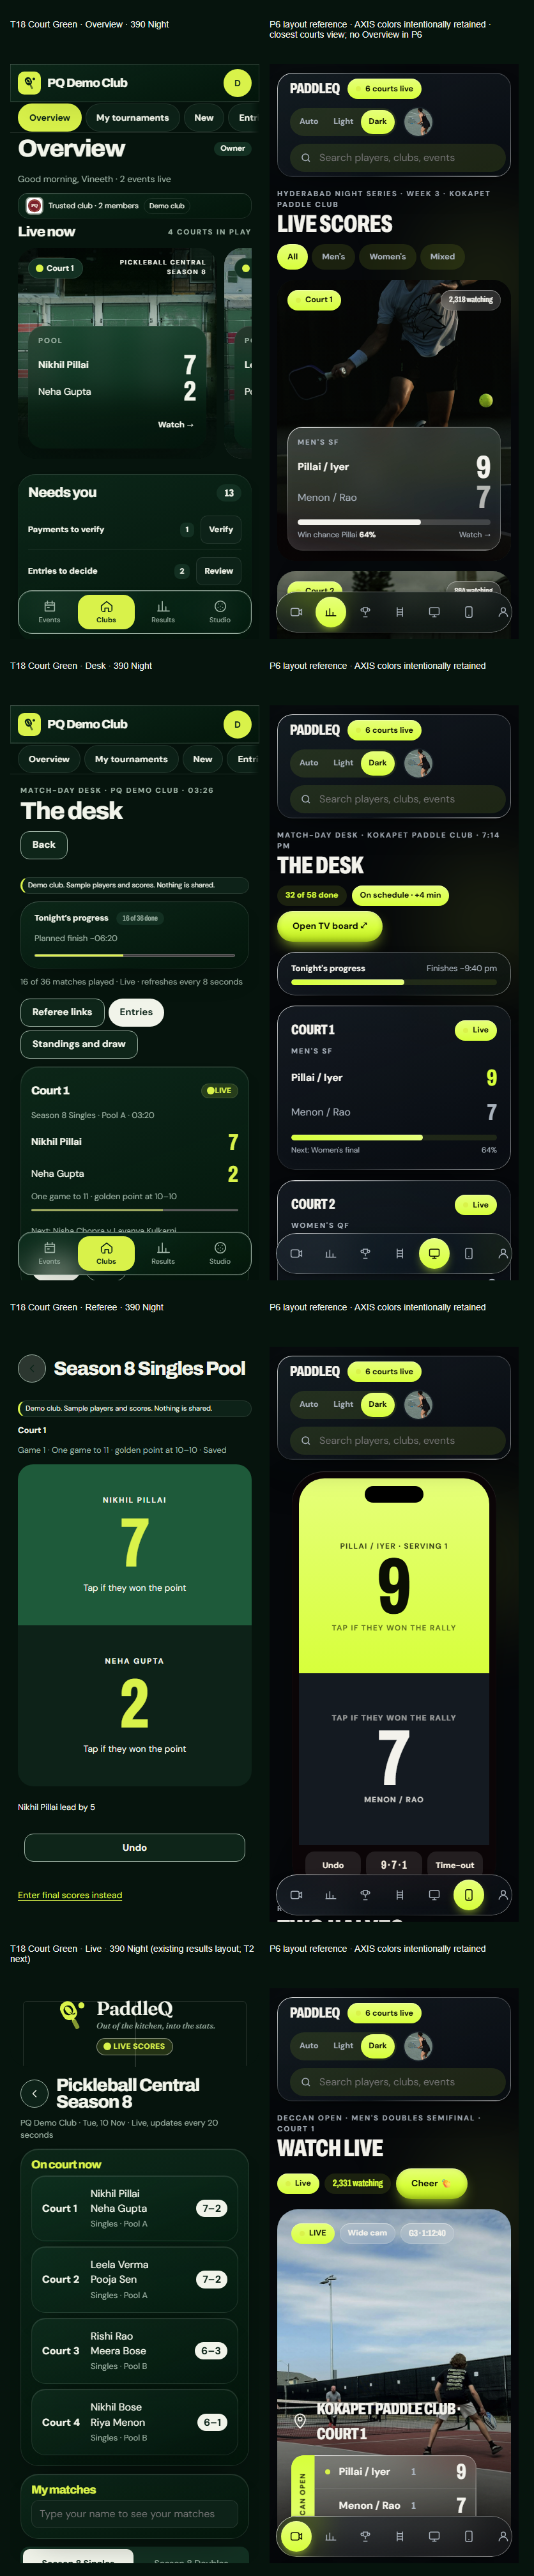 T18 Court Green · Overview · 390 Night
PQ Demo Club
D
Overview
My tournaments
New
Overview
Owner
Good morning, Vineeth · 2 events live
Trusted club · 2 members
Demo club
Live now
4 COURTS IN PLAY
Court 1
PICKLEBALL CENTRAL
SEASON 8
POOL
Nikhil Pillai
7
Neha Gupta
2
Watch →
Needs you
13
Payments to verify
1
Verify
Entries to decide
2
Review
Events
Clubs
Results
Studio
P6 layout reference · AXIS colors intentionally retained ·
closest courts view; no Overview in P6
PADDLEQ
6 courts live
Auto
Light
Dark
Search players, clubs, events
HYDERABAD NIGHT SERIES · WEEK 3 · KOKAPET
PADDLE CLUB
LIVE SCORES
All
Men's
Women's
Mixed
Court 1
2,318 watching
MEN'S SF
Pillai / Iyer
9
Menon / Rao
7
Win chance Pillai 64%
Watch →
Court 2
T18 Court Green · Desk · 390 Night
PQ Demo Club
D
Overview
My tournaments
New
MATCH-DAY DESK · PQ DEMO CLUB · 03:26
The desk
Back
Demo club. Sample players and scores. Nothing is shared.
Tonight's progress
16 of 36 done
Planned finish ~06:20
16 of 36 matches played · Live · refreshes every 8 seconds
Referee links
Entries
Standings and draw
Court 1
LIVE
Season 8 Singles · Pool A · 03:20
Nikhil Pillai
7
Neha Gupta
2
One game to 11 · golden point at 10–10
Next: Nisha Chopra v Lavanya Kulkarni
Events
Clubs
Results
Studio
P6 layout reference · AXIS colors intentionally retained
PADDLEQ
6 courts live
Auto
Light
Dark
Search players, clubs, events
MATCH-DAY DESK · KOKAPET PADDLE CLUB · 7:14
PM
THE DESK
32 of 58 done
On schedule · +4 min
Open TV board
Tonight's progress
Finishes ~9:40 pm
COURT 1
Live
MEN'S SF
Pillai / Iyer
9
Menon / Rao
7
Next: Women's final
64%
COURT 2
Live
WOMEN'S QF
T18 Court Green · Referee · 390 Night
Season 8 Singles Pool
Demo club. Sample players and scores. Nothing is shared.
Court 1
Game 1 · One game to 11 · golden point at 10–10 · Saved
NIKHIL PILLAI
7
Tap if they won the point
NEHA GUPTA
2
Tap if they won the point
Nikhil Pillai lead by 5
Undo
Enter final scores instead
P6 layout reference · AXIS colors intentionally retained
PADDLEQ
6 courts live
Auto
Light
Dark
Search players, clubs, events
PILLAI / IYER · SERVING 1
9
TAP IF THEY WON THE RALLY
TAP IF THEY WON THE RALLY
7
MENON / RAO
Undo
9·7·1
Time-out
T18 Court Green · Live · 390 Night (existing results layout; T2
next)
PaddleQ
Out of the kitchen, into the stats.
LIVE SCORES
Pickleball Central
Season 8
PQ Demo Club · Tue, 10 Nov · Live, updates every 20
seconds
On court now
Court 1
Nikhil Pillai
Neha Gupta
Singles · Pool A
7–2
Court 2
Leela Verma
Pooja Sen
Singles · Pool A
7–2
Court 3
Rishi Rao
Meera Bose
Singles · Pool B
6–3
Court 4
Nikhil Bose
Riya Menon
Singles · Pool B
6–1
My matches
Type your name to see your matches
Season 8 Singles
Season 8 Doubles
P6 layout reference · AXIS colors intentionally retained
PADDLEQ
6 courts live
Auto
Light
Dark
Search players, clubs, events
DECCAN OPEN · MEN'S DOUBLES SEMIFINAL ·
COURT 1
WATCH LIVE
Live
2,331 watching
Cheer
LIVE
Wide cam
G3 · 1:12:40
KOKAPET PADDLE CLUB ·
COURT 1
CAN OPEN
Pillai / Iyer
1
9
Menon / Rao
1
7